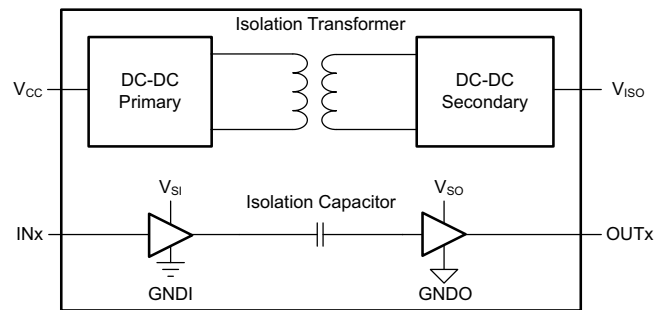 Isolation Transformer
DC-DC
Primary
DC-DC
Secondary
VCC
VISO
VSI
Isolation Capacitor
VSO
INx
OUTx
GNDI
GNDO